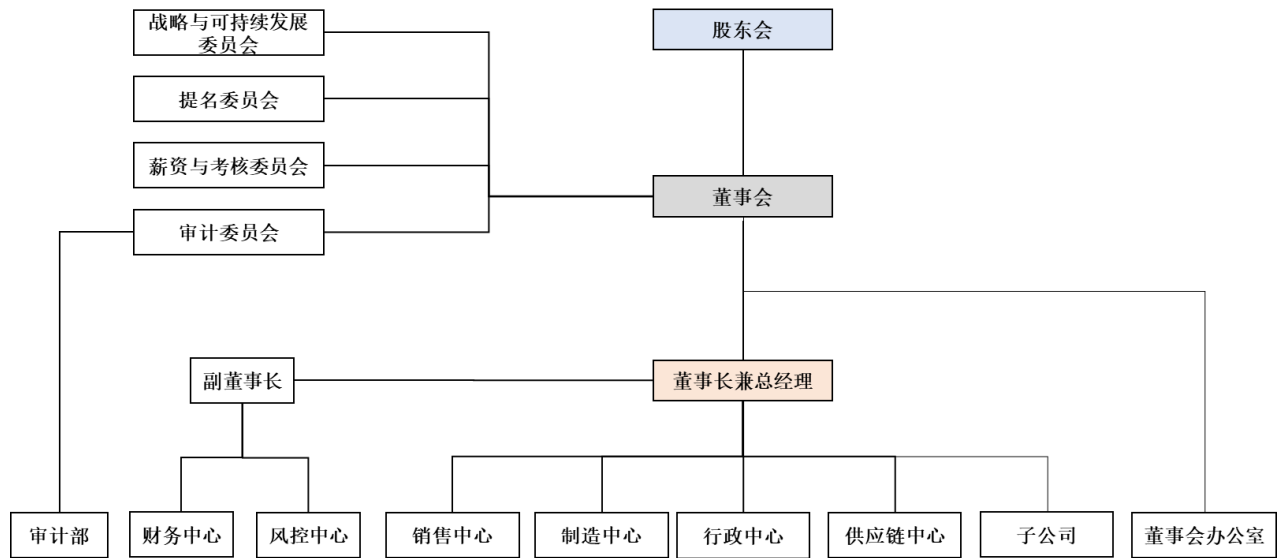 战略与可持续发展
委员会
股东会
提名委员会
薪资与考核委员会
董事会
审计委员会
副董事长
董事长兼总经理
审计部
财务中心
风控中心
销售中心
制造中心
行政中心
供应链中心
子公司
董事会办公室